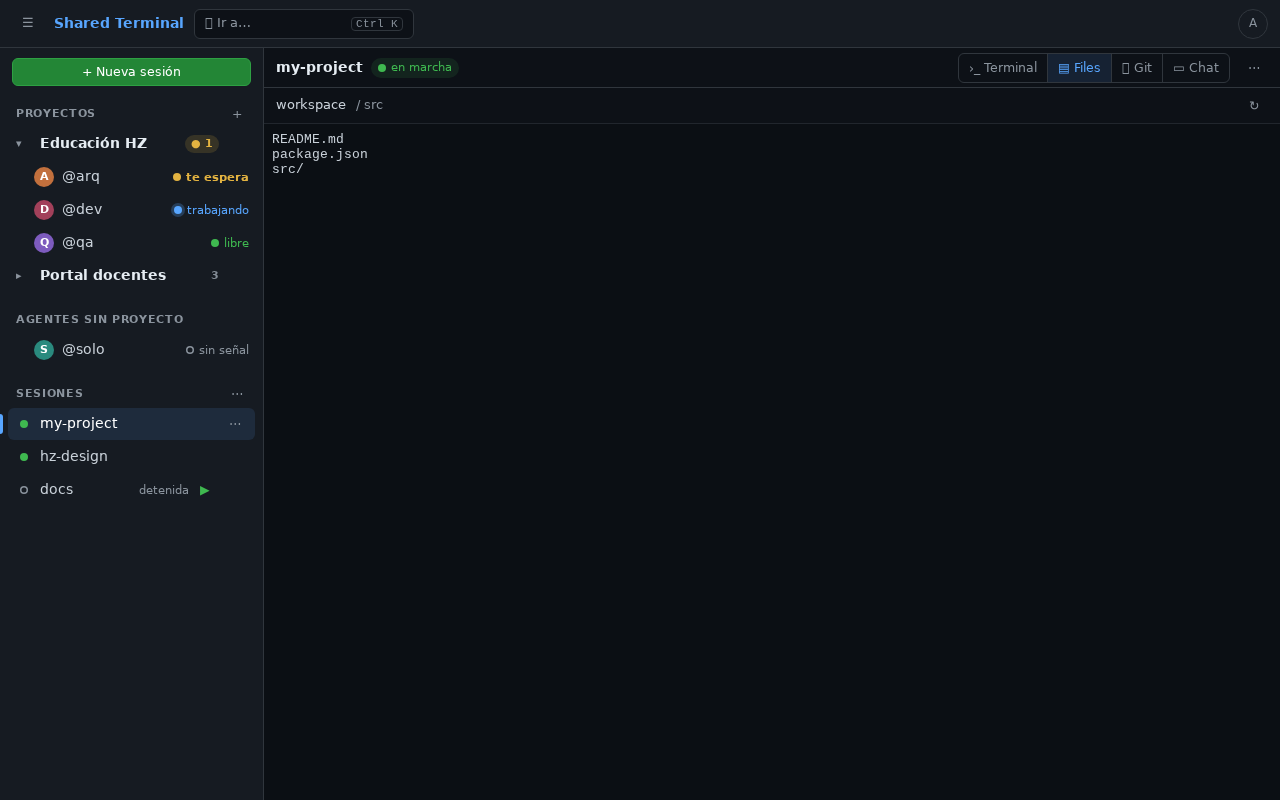 ☰ Shared Terminal Ir a… Ctrl K A
+ Nueva sesión
my-project en marcha ›_ Terminal Files Git Chat ⋯
PROYECTOS +
workspace / src ↻
▾ Educación HZ 1
A @arq te espera
D @dev trabajando
Q @qa libre
▸ Portal docentes 3
AGENTES SIN PROYECTO
S @solo sin señal
SESIONES ⋯
my-project ⋯
hz-design
docs detenida ▶
README.md
package.json
src/